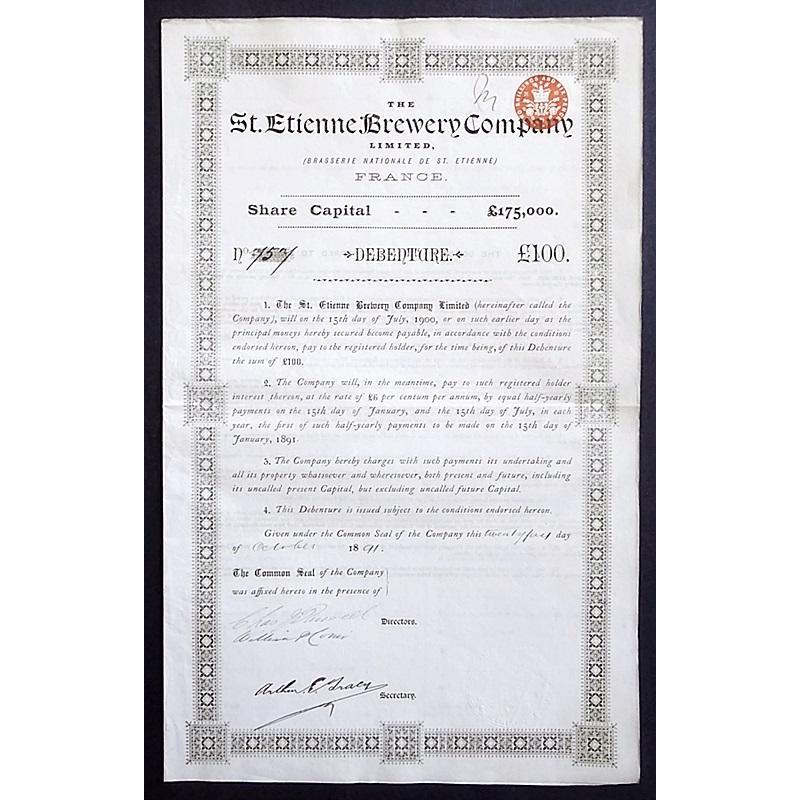 THE
St. Etienne Brewery Company
LIMITED,
(BRASSERIE NATIONALE DE ST. ETIENNE)
FRANCE.
Share Capital - - - £175,000.
No. 757 DEBENTURE. £100.
1. The St. Etienne Brewery Company Limited (hereinafter called the
Company), will on the 15th day of July, 1900, or on such earlier day as the
principal moneys hereby secured become payable, in accordance with the conditions
endorsed hereon, pay to the registered holder, for the time being, of this Debenture
the sum of £100.
2. The Company will, in the meantime, pay to such registered holder
interest thereon, at the rate of £6 per centum per annum, by equal half-yearly
payments on the 15th day of January, and the 15th day of July, in each
year, the first of such half-yearly payments to be made on the 15th day of
January, 1891.
3. The Company hereby charges with such payments its undertaking and
all its property whatsoever and wheresoever, both present and future, including
its uncalled present Capital, but excluding uncalled future Capital.
4. This Debenture is issued subject to the conditions endorsed hereon.
Given under the Common Seal of the Company this twenty first day
of October 1891.
The Common Seal of the Company
was affixed hereto in the presence of
Directors.
Arthur E. Tracy
Secretary.